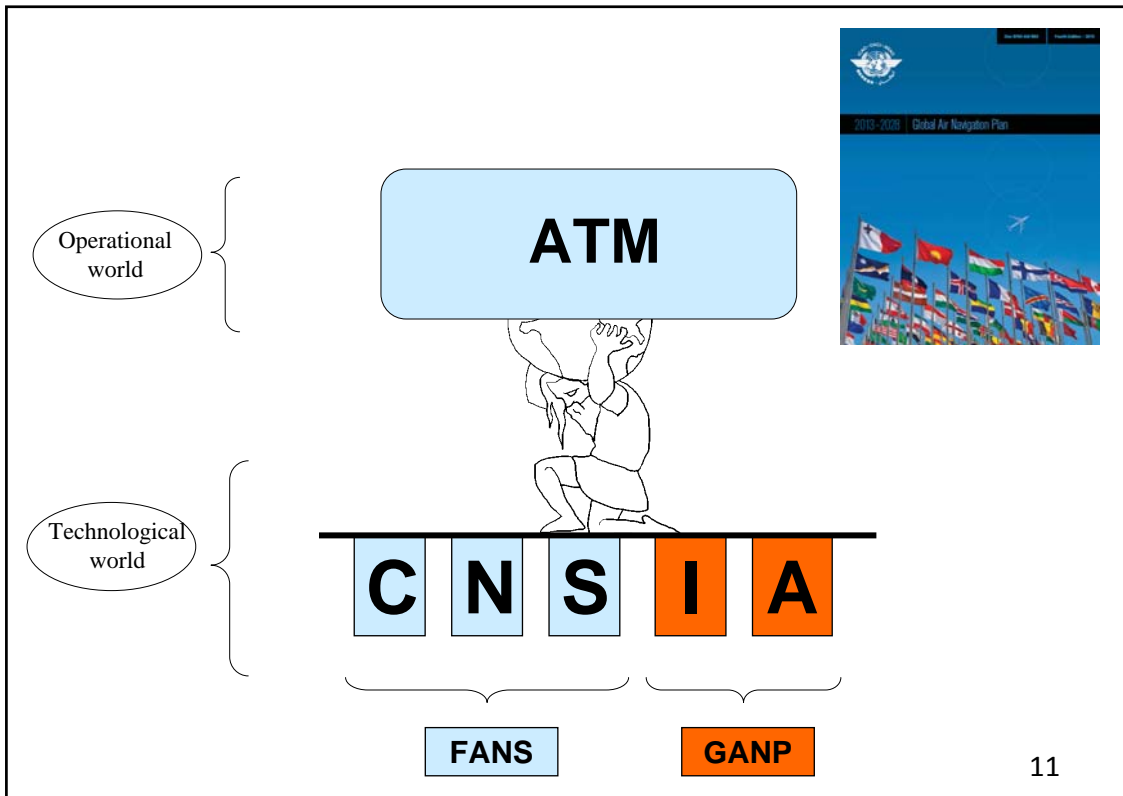 2013-2028 Global Air Navigation Plan
ATM
Operational
world
Technological
world
C N S I A
FANS
GANP
11